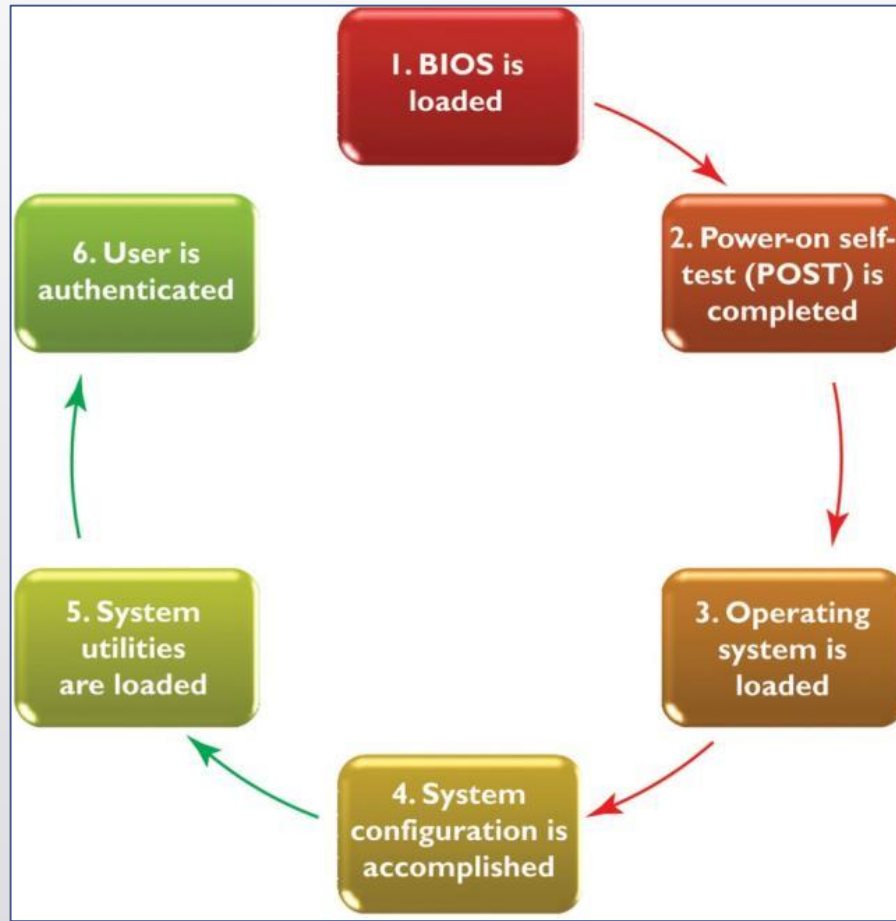 1. BIOS is
loaded
2. Power-on self-
test (POST) is
completed
3. Operating
system is
loaded
4. System
configuration is
accomplished
5. System
utilities
are loaded
6. User is
authenticated